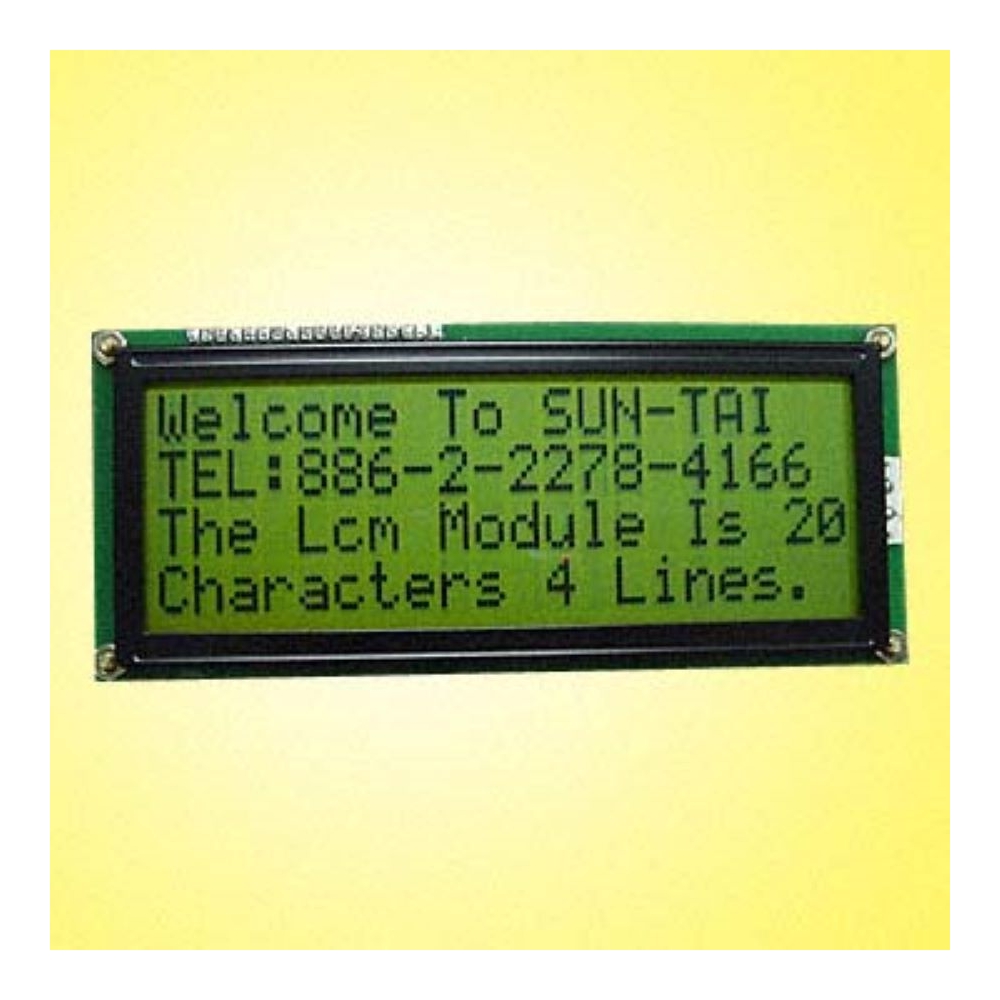 Welcome To SUN-TAI
TEL:886-2-2278-4166
The Lcm Module Is 20
Characters 4 Lines.